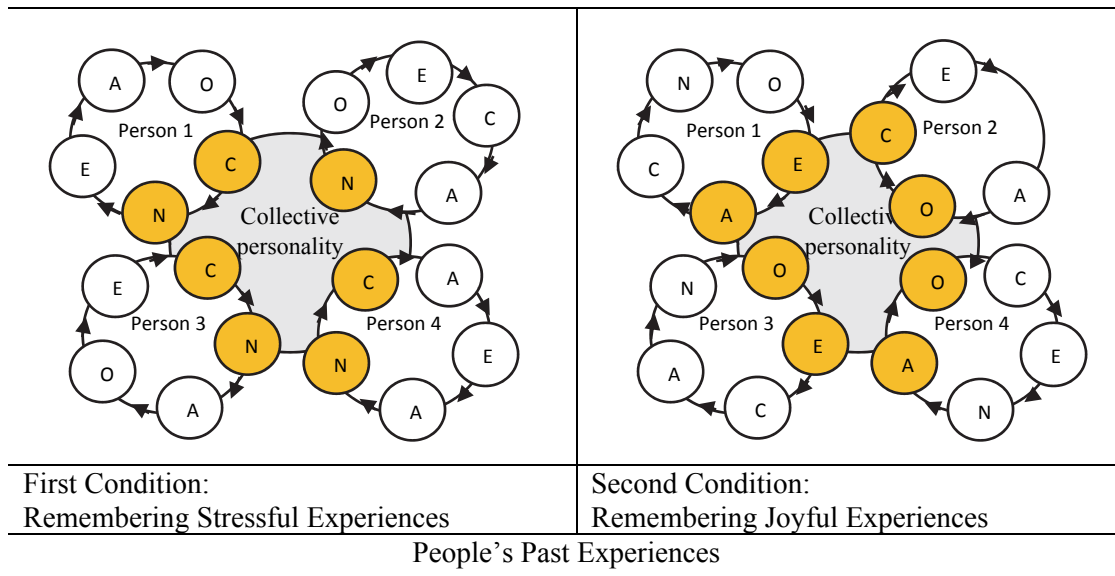 A
O
E
Person 1
C
N
O
E
C
Person 2
N
A
Collective
personality
E
C
O
Person 3
N
A
C
A
Person 4
E
N
A
N
O
C
Person 1
E
A
E
C
Person 2
O
A
Collective
personality
N
O
A
Person 3
E
C
O
C
Person 4
E
A
N
First Condition:
Remembering Stressful Experiences
Second Condition:
Remembering Joyful Experiences
People's Past Experiences